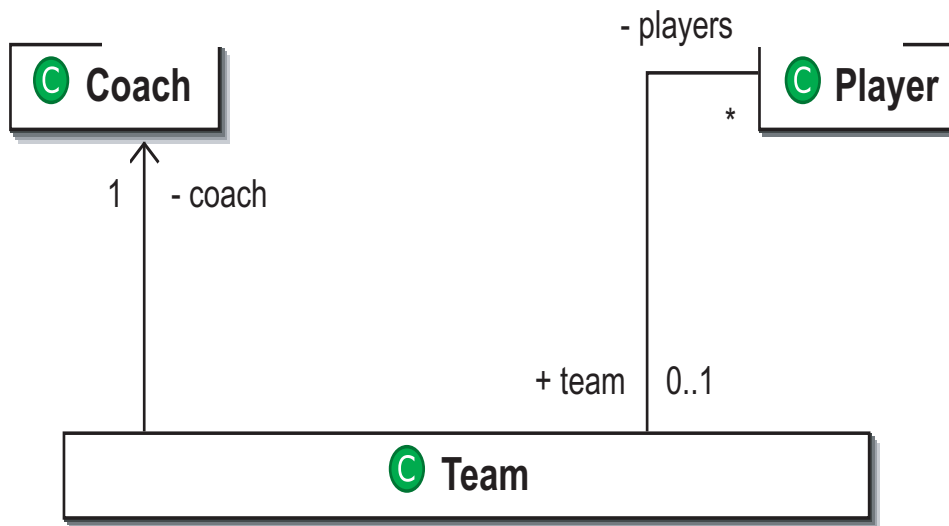 - players
C Coach
C Player
*
1
- coach
+ team
0..1
C Team